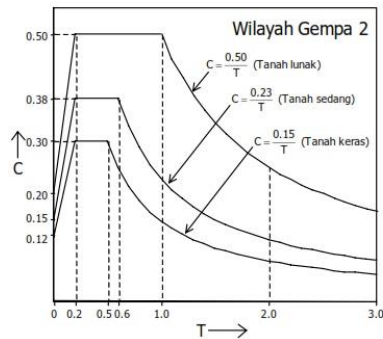 Wilayah Gempa 2
0.50
C = 0.50/T (Tanah lunak)
0.38
C = 0.23/T (Tanah sedang)
0.30
C = 0.15/T (Tanah keras)
C
0.20
0.15
0.12
0 0.2 0.5 0.6 1.0 2.0 3.0
T